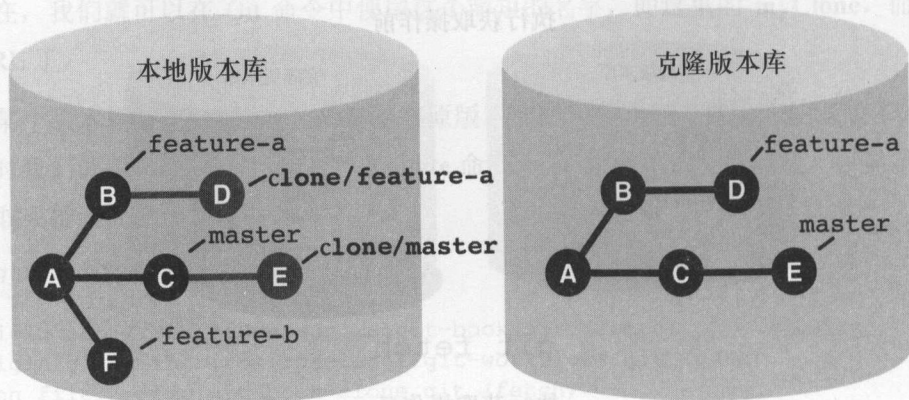 本地版本库
feature-a
B
D
clone/feature-a
master
clone/master
A
C
E
feature-b
F
克隆版本库
feature-a
B
D
master
A
C
E